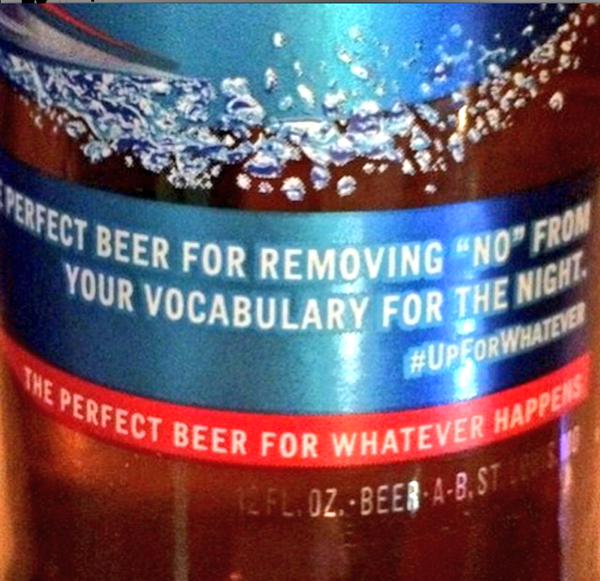 PERFECT BEER FOR REMOVING “NO” FROM
YOUR VOCABULARY FOR THE NIGHT.
#UPFORWHATEVER
THE PERFECT BEER FOR WHATEVER HAPPENS
12 FL. OZ.·BEER·A-B, ST